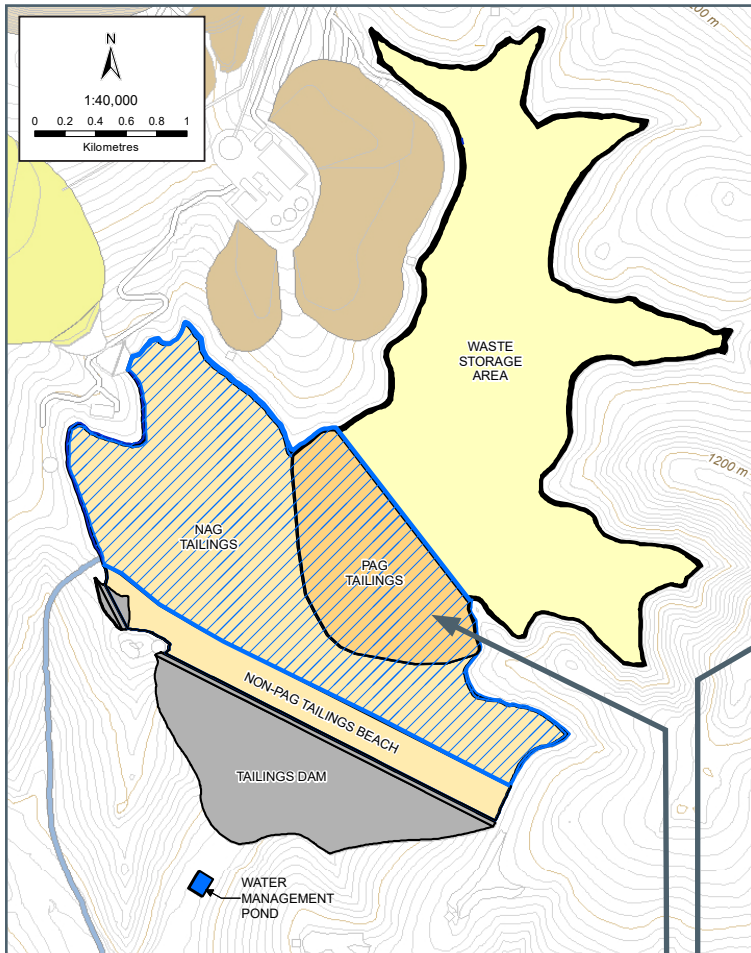 N
1:40,000
0 0.2 0.4 0.6 0.8 1
Kilometres
1200 m
WASTE
STORAGE
AREA
1200 m
NAG
TAILINGS
PAG
TAILINGS
NON-PAG TAILINGS BEACH
TAILINGS DAM
WATER
MANAGEMENT
POND